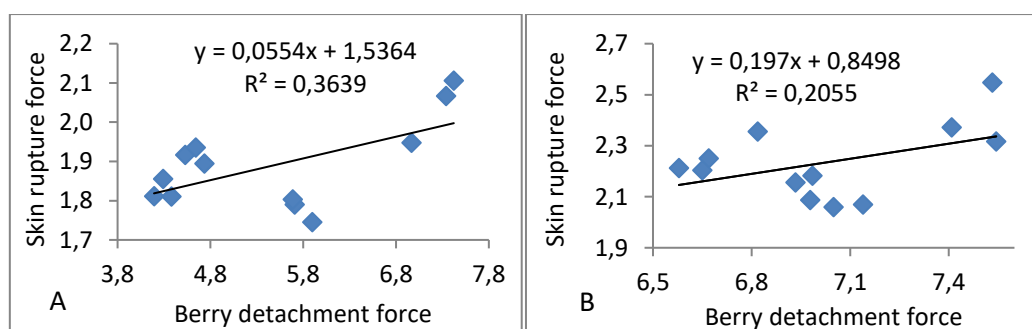 y = 0,0554x + 1,5364
R² = 0,3639
Skin rupture force
2,2
2,1
2,0
1,9
1,8
1,7
3,8
4,8
5,8
6,8
7,8
A
Berry detachment force
y = 0,197x + 0,8498
R² = 0,2055
Skin rupture force
2,7
2,5
2,3
2,1
1,9
6,5
6,8
7,1
7,4
B
Berry detachment force